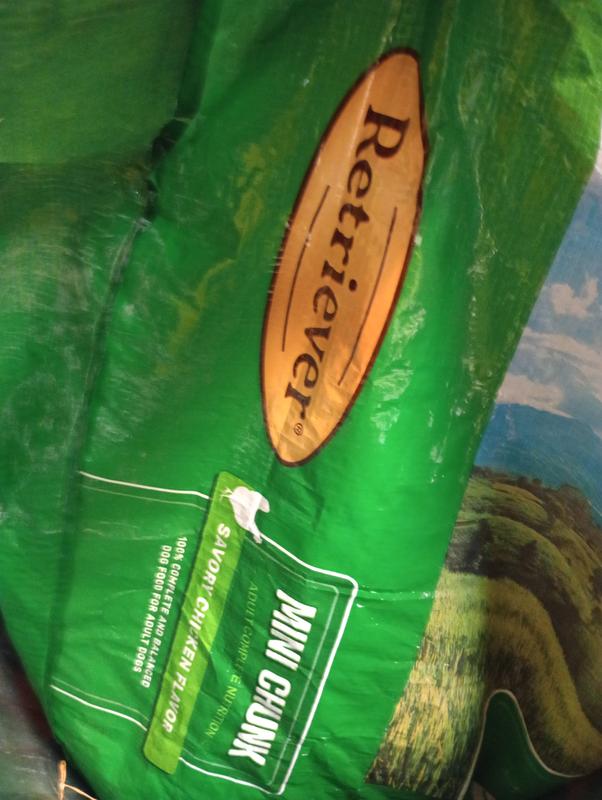 Retriever®
MINI CHUNK
ADULT COMPLETE NUTRITION
SAVORY CHICKEN FLAVOR
100% COMPLETE AND BALANCED
DOG FOOD FOR ADULT DOGS